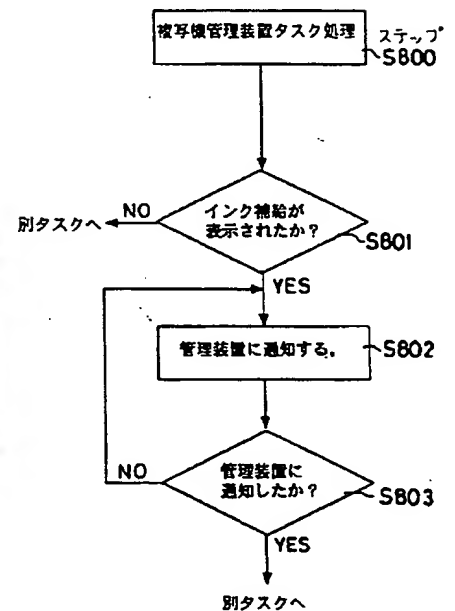 複写機管理装置タスク処理
ステップ
S800
インク補給が
表示されたか?
NO
別タスクへ
S801
YES
管理装置に通知する。
S802
管理装置に
通知したか?
NO
S803
YES
別タスクへ